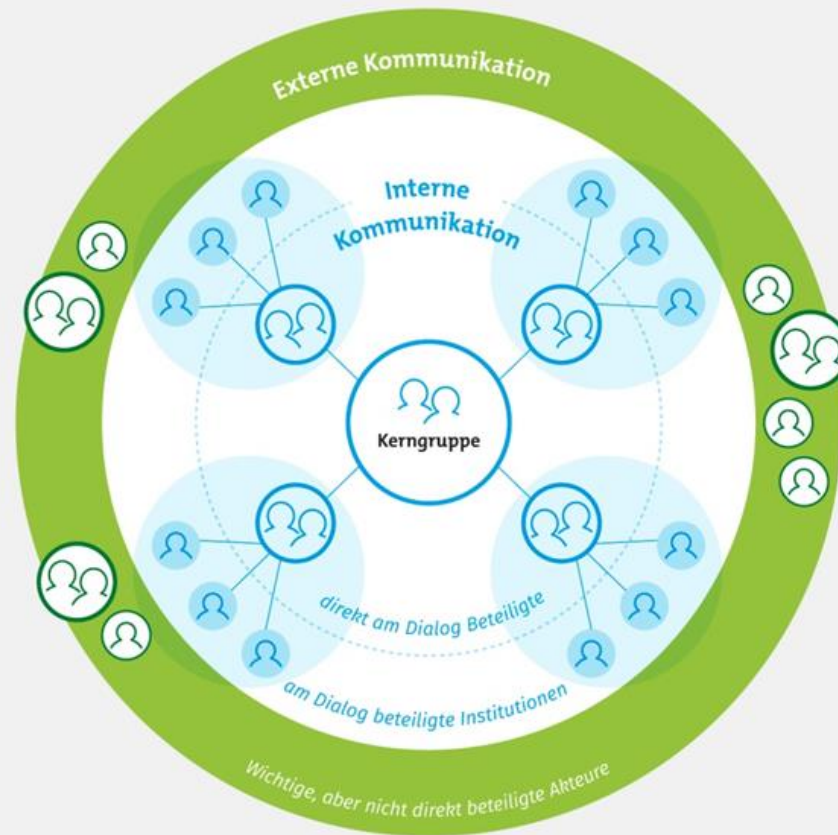 Externe Kommunikation
Interne
Kommunikation
Kerngruppe
direkt am Dialog Beteiligte
am Dialog beteiligte Institutionen
Wichtige, aber nicht direkt beteiligte Akteure